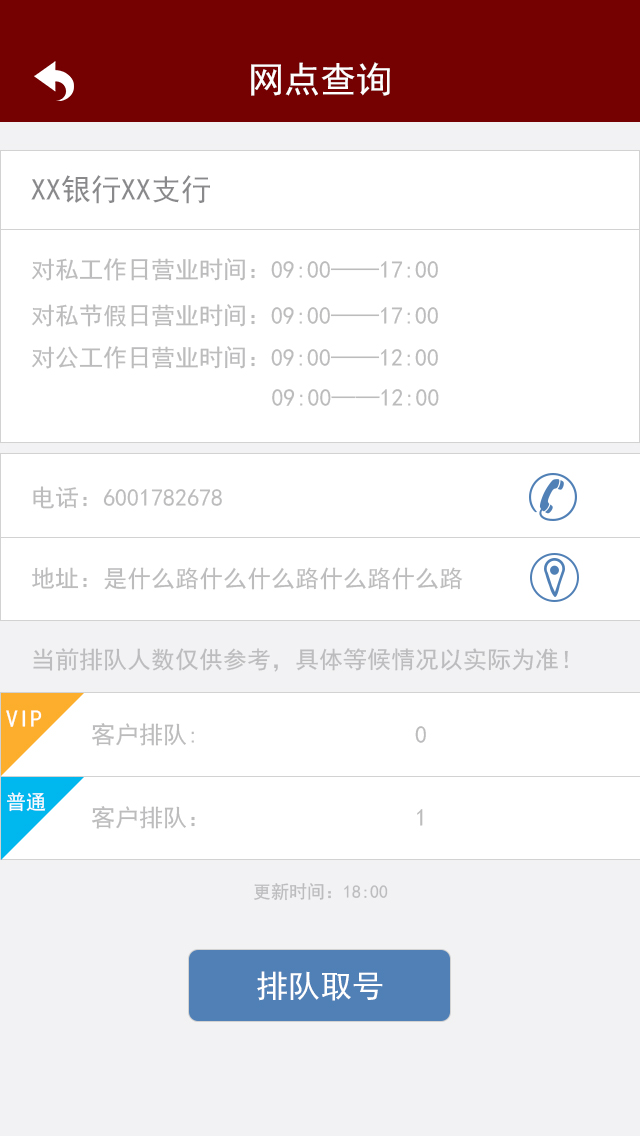 网点查询
XX银行XX支行
对私工作日营业时间：09:00——17:00
对私节假日营业时间：09:00——17:00
对公工作日营业时间：09:00——12:00
09:00——12:00
电话：6001782678
地址：是什么路什么什么路什么路什么路
当前排队人数仅供参考，具体等候情况以实际为准！
VIP 客户排队: 0
普通 客户排队： 1
更新时间：18:00
排队取号